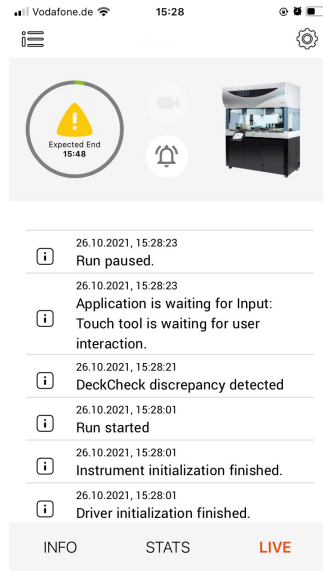 Vodafone.de
15:28
Expected End
15:48
26.10.2021, 15:28:23
Run paused.
26.10.2021, 15:28:23
Application is waiting for Input:
Touch tool is waiting for user
interaction.
26.10.2021, 15:28:21
DeckCheck discrepancy detected
26.10.2021, 15:28:01
Run started
26.10.2021, 15:28:01
Instrument initialization finished.
26.10.2021, 15:28:01
Driver initialization finished.
INFO
STATS
LIVE